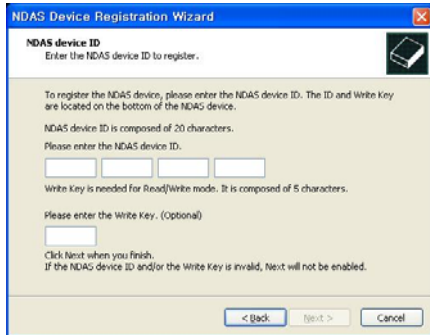 NDAS Device Registration Wizard
NDAS device ID
Enter the NDAS device ID to register.
To register the NDAS device, please enter the NDAS device ID. The ID and Write Key
are located on the bottom of the NDAS device.
NDAS device ID is composed of 20 characters.
Please enter the NDAS device ID.
Write Key is needed for Read/Write mode. It is composed of 5 characters.
Please enter the Write Key. (Optional)
Click Next when you finish.
If the NDAS device ID and/or the Write Key is invalid, Next will not be enabled.
< Back Next > Cancel